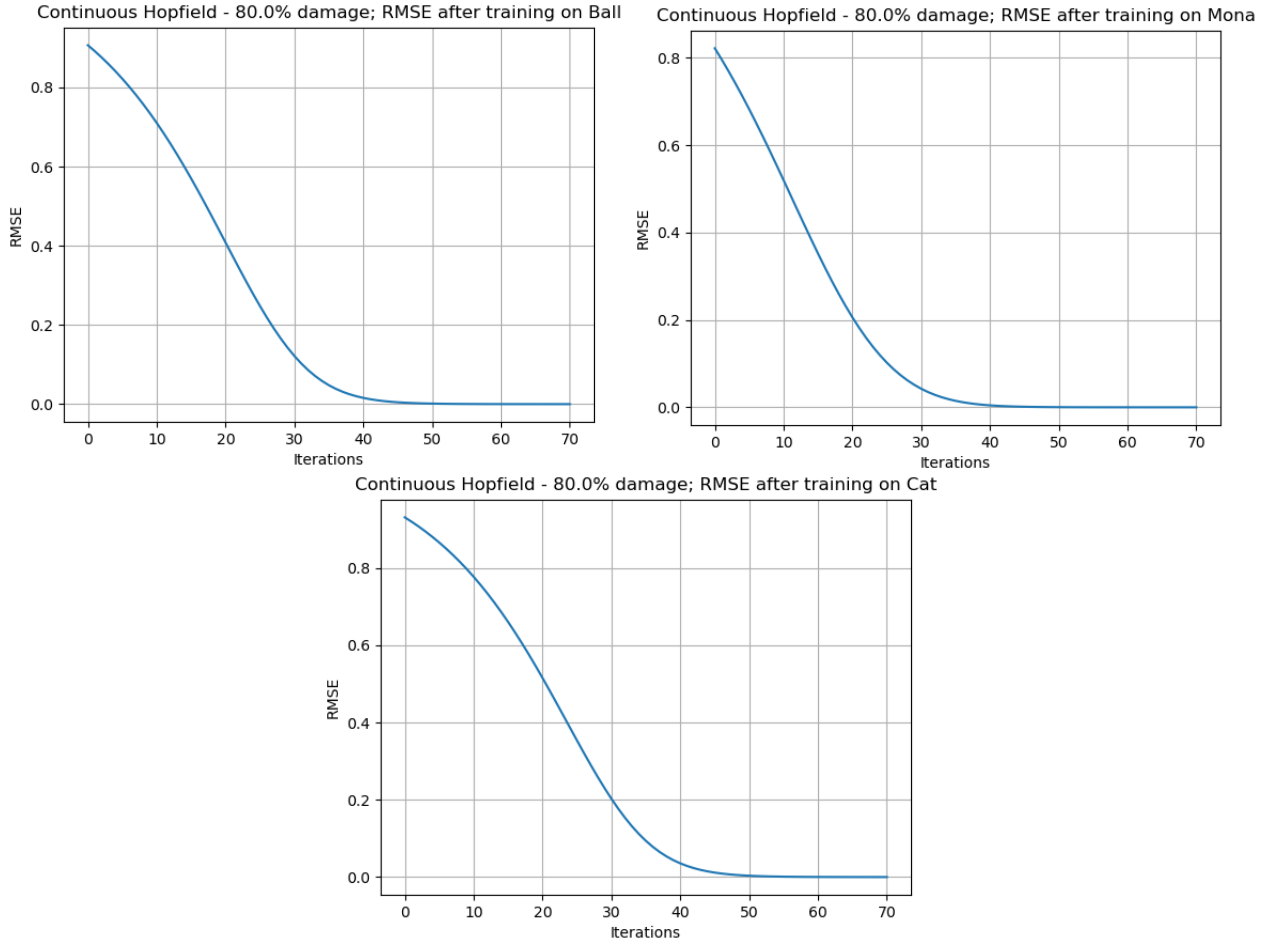 Continuous Hopfield - 80.0% damage; RMSE after training on Ball
0.8
0.6
0.4
0.2
0.0
RMSE
0 10 20 30 40 50 60 70
Iterations
Continuous Hopfield - 80.0% damage; RMSE after training on Mona
0.8
0.6
0.4
0.2
0.0
RMSE
0 10 20 30 40 50 60 70
Iterations
Continuous Hopfield - 80.0% damage; RMSE after training on Cat
0.8
0.6
0.4
0.2
0.0
RMSE
0 10 20 30 40 50 60 70
Iterations